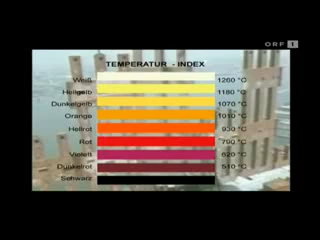 ORF 1
TEMPERATUR - INDEX
Weiß 1260 °C
Hellgelb 1180 °C
Dunkelgelb 1070 °C
Orange 1010 °C
Hellrot 930 °C
Rot 790 °C
Violett 620 °C
Dunkelrot 510 °C
Schwarz